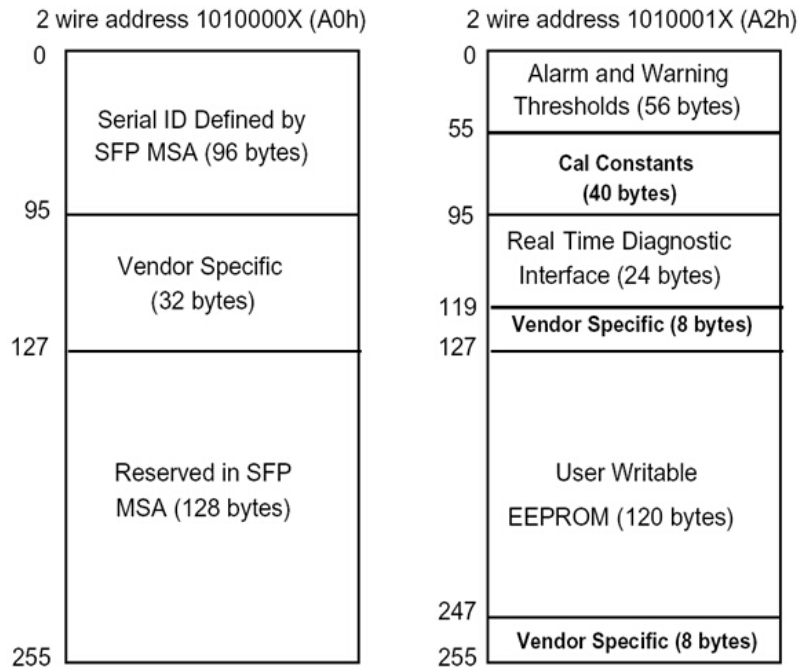 2 wire address 1010000X (A0h)
0
Serial ID Defined by
SFP MSA (96 bytes)
95
Vendor Specific
(32 bytes)
127
Reserved in SFP
MSA (128 bytes)
255
2 wire address 1010001X (A2h)
0
Alarm and Warning
Thresholds (56 bytes)
55
Cal Constants
(40 bytes)
95
Real Time Diagnostic
Interface (24 bytes)
119
Vendor Specific (8 bytes)
127
User Writable
EEPROM (120 bytes)
247
Vendor Specific (8 bytes)
255